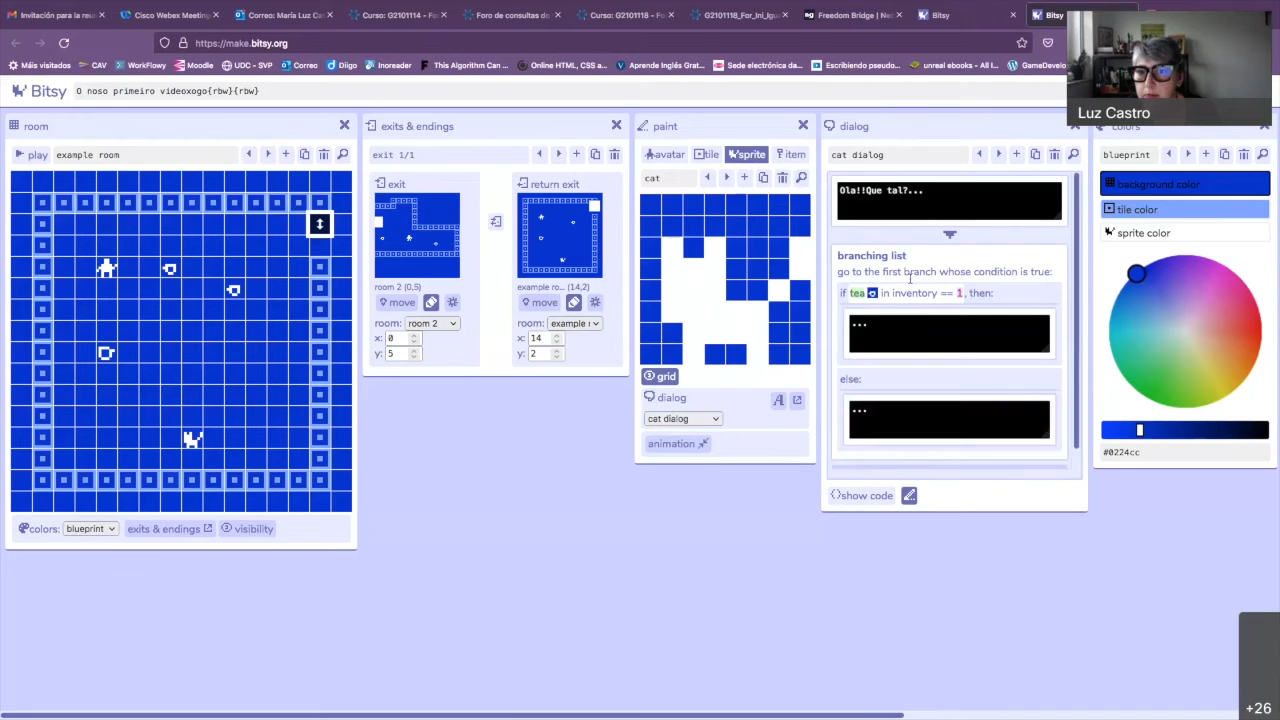 Invitación para la reun
Cisco Webex Meeting
Correo: María Luz Cas
Curso: G2101114 - For
Foro de consultas do
Curso: G2101118 - Fo
G2101118_For_Ini_Igua
Freedom Bridge | Ne
Bitsy
Bitsy
https://make.bitsy.org
Máis visitados
CAV
WorkFlowy
Moodle
UDC - SVP
Correo
Diigo
Inoreader
This Algorithm Can ...
Online HTML, CSS a...
Aprende Inglés Grat...
Sede electrónica da...
Escribiendo pseudo...
unreal ebooks - All I...
GameDevelo
Luz Castro
Bitsy
O noso primeiro videoxogo{rbw}{rbw}
room
play
example room
colors:
blueprint
exits & endings
visibility
exits & endings
exit 1/1
exit
return exit
room 2 (0,5)
example ro... (14,2)
move
move
room:
room 2
room:
example r
x:
0
x:
14
y:
5
y:
2
paint
avatar
tile
sprite
item
cat
grid
dialog
A
cat dialog
animation
dialog
cat dialog
Ola!!Que tal?...
branching list
go to the first branch whose condition is true:
if tea in inventory == 1, then:
...
else:
...
show code
colors
blueprint
background color
tile color
sprite color
#0224cc
+26